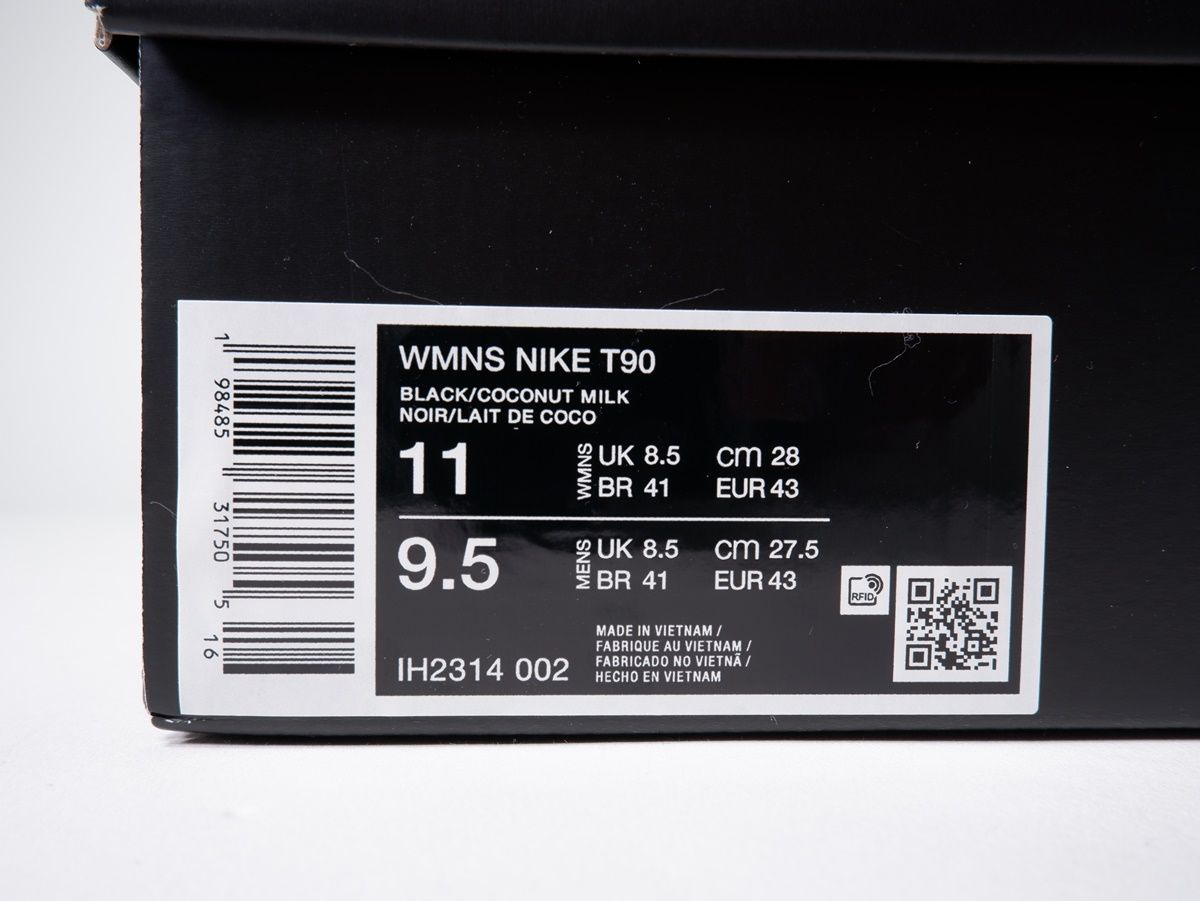 WMNS NIKE T90
BLACK/COCONUT MILK
NOIR/LAIT DE COCO
11
WMNS
UK 8.5 cm 28
BR 41 EUR 43
9.5
MENS
UK 8.5 cm 27.5
BR 41 EUR 43
IH2314 002
MADE IN VIETNAM /
FABRIQUE AU VIETNAM /
FABRICADO NO VIETNÃ /
HECHO EN VIETNAM
RFID
1 98485 31750 5 16